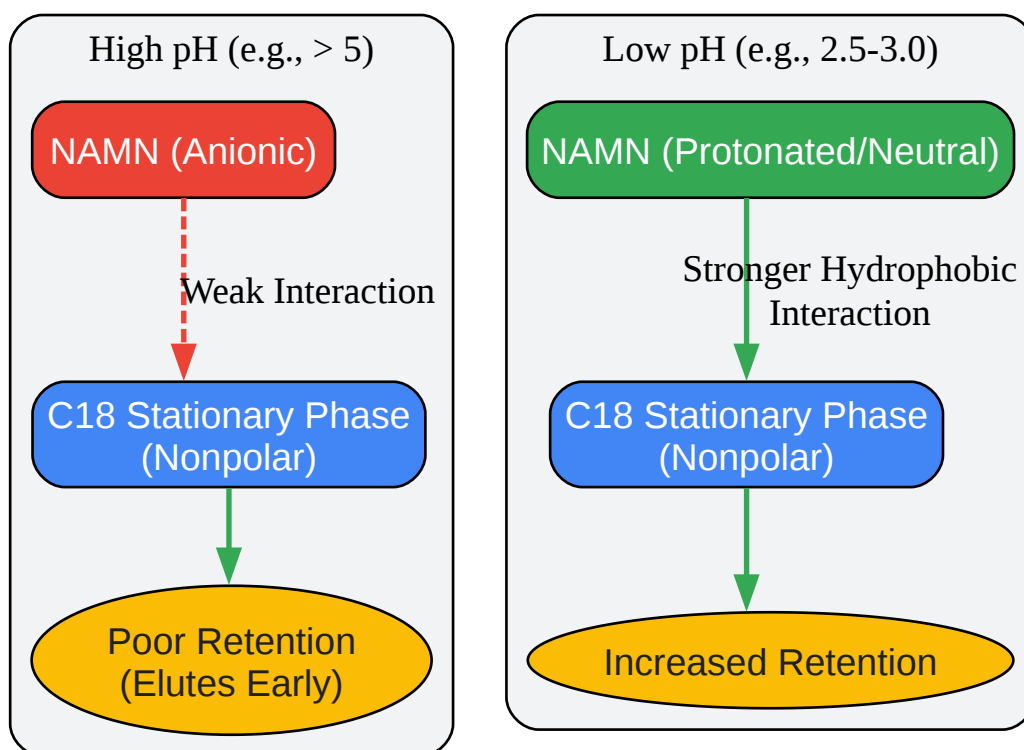 High pH (e.g., > 5)
NAMN (Anionic)
Weak Interaction
C18 Stationary Phase
(Nonpolar)
Poor Retention
(Elutes Early)
Low pH (e.g., 2.5-3.0)
NAMN (Protonated/Neutral)
Stronger Hydrophobic
Interaction
C18 Stationary Phase
(Nonpolar)
Increased Retention